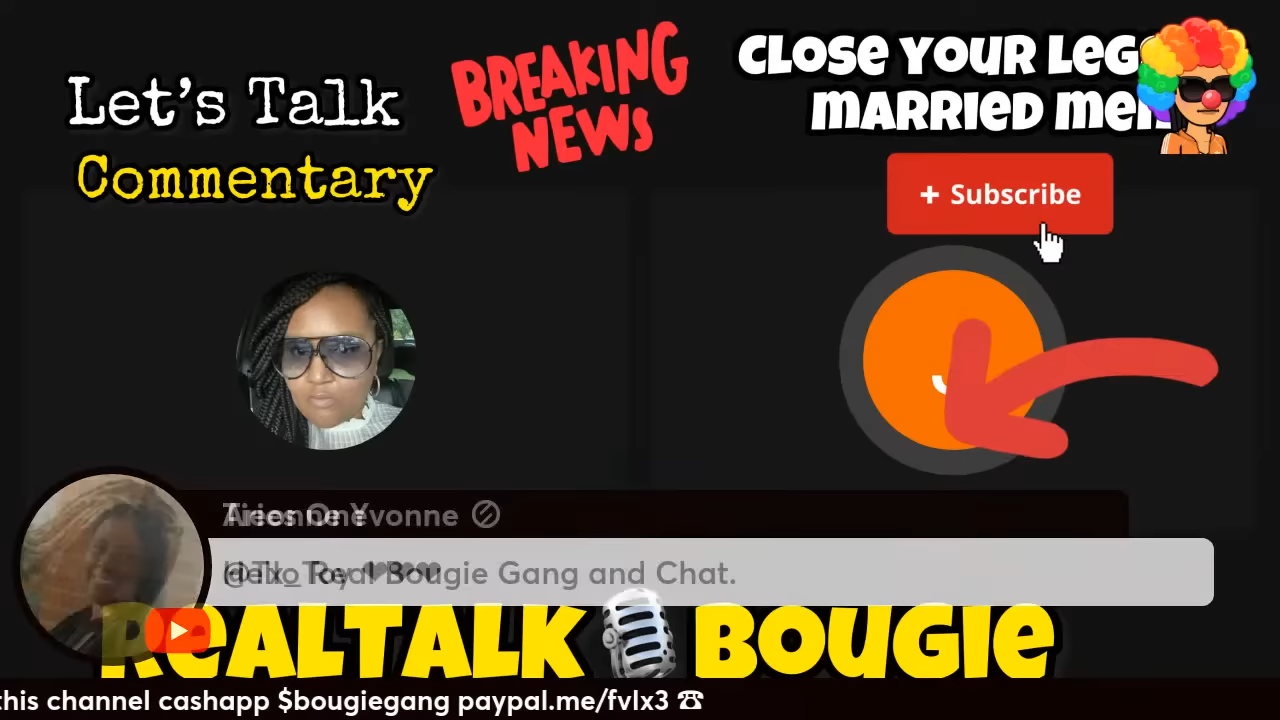 Let's Talk
Commentary
BREAKING
NEWS
CLOSE YOUR LEG
MARRIED MEN
+ Subscribe
Yvonne
Bougie Gang and Chat.
REALTALK BOUGIE
this channel cashapp $bougiegang paypal.me/fvlx3 ☎